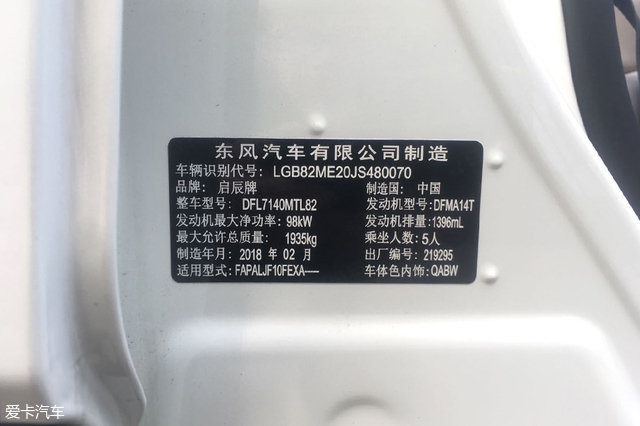 东风汽车有限公司制造
车辆识别代号: LGB82ME20JS480070
品牌: 启辰牌 制造国: 中国
整车型号: DFL7140MTL82 发动机型号: DFMA14T
发动机最大净功率: 98kW 发动机排量: 1396mL
最大允许总质量: 1935kg 乘坐人数: 5人
制造年月: 2018 年 02 月 出厂编号: 219295
适用型式: FAPALJF10FEXA---- 车体色内饰: QABW
爱卡汽车